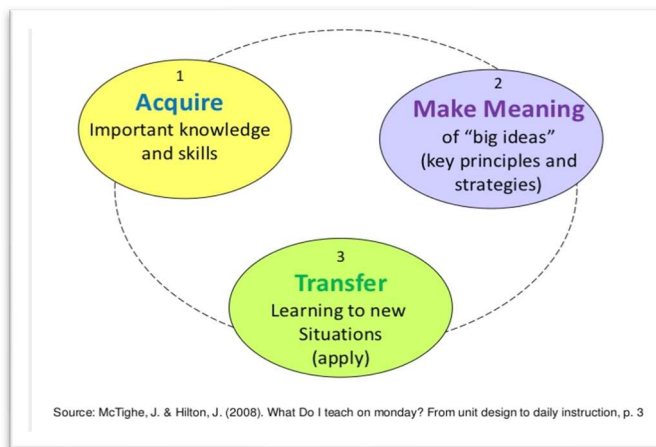 1
Acquire
Important knowledge
and skills
2
Make Meaning
of “big ideas”
(key principles and
strategies)
3
Transfer
Learning to new
Situations
(apply)
Source: McTighe, J. & Hilton, J. (2008). What Do I teach on monday? From unit design to daily instruction, p. 3